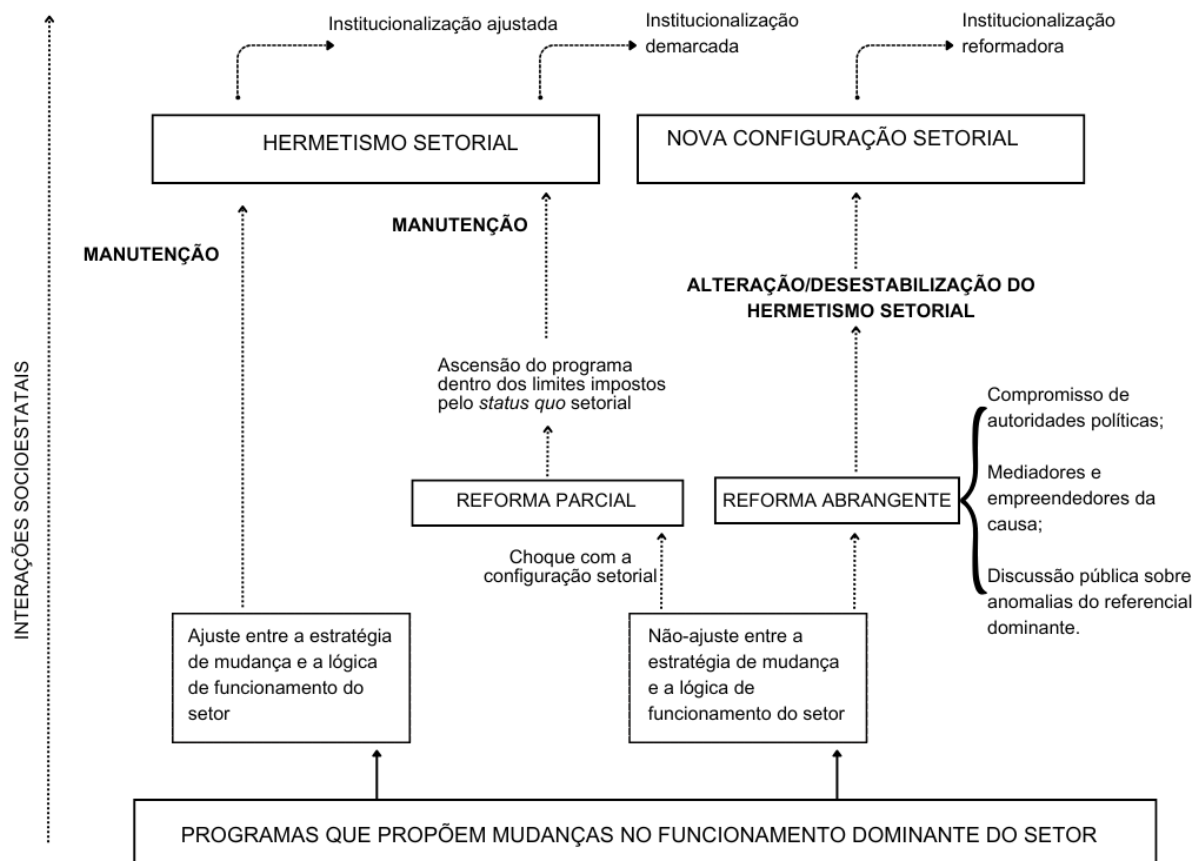 Institucionalização ajustada
Institucionalização
demarcada
Institucionalização
reformadora
HERMETISMO SETORIAL
NOVA CONFIGURAÇÃO SETORIAL
MANUTENÇÃO
MANUTENÇÃO
ALTERAÇÃO/DESESTABILIZAÇÃO DO
HERMETISMO SETORIAL
Ascensão do programa
dentro dos limites impostos
pelo status quo setorial
Compromisso de
autoridades políticas;
Mediadores e
empreendedores da
causa;
Discussão pública sobre
anomalias do referencial
dominante.
REFORMA PARCIAL
REFORMA ABRANGENTE
Choque com a
configuração setorial
Ajuste entre a estratégia
de mudança e a lógica
de funcionamento do
setor
Não-ajuste entre a
estratégia de mudança
e a lógica de
funcionamento do setor
PROGRAMAS QUE PROPÕEM MUDANÇAS NO FUNCIONAMENTO DOMINANTE DO SETOR
INTERAÇÕES SOCIOESTATAIS